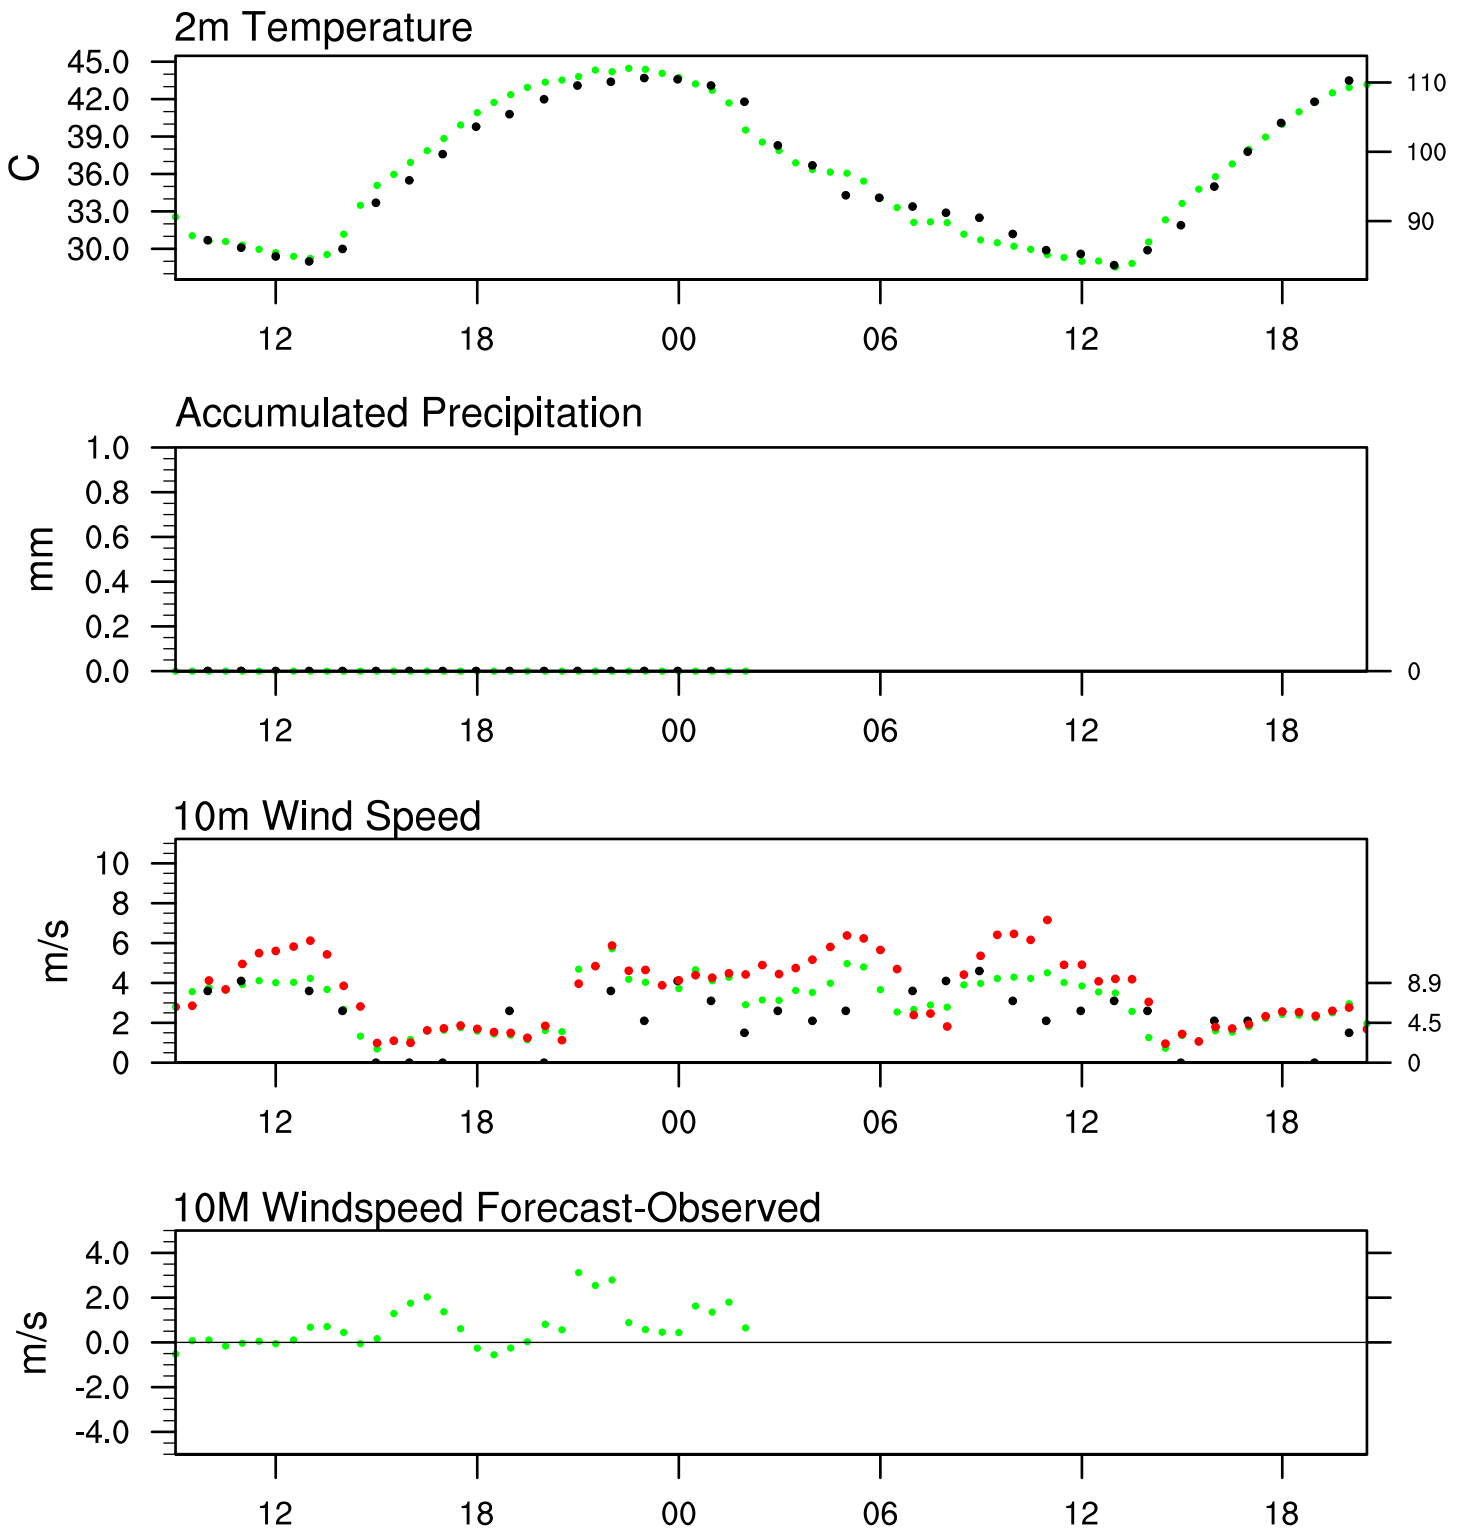 2m Temperature
45.0
42.0
39.0
36.0
33.0
30.0
C
110
100
90
12 18 00 06 12 18
Accumulated Precipitation
1.0
0.8
0.6
0.4
0.2
0.0
mm
0
12 18 00 06 12 18
10m Wind Speed
10
8
6
4
2
0
m/s
8.9
4.5
0
12 18 00 06 12 18
10M Windspeed Forecast-Observed
4.0
2.0
0.0
-2.0
-4.0
m/s
12 18 00 06 12 18